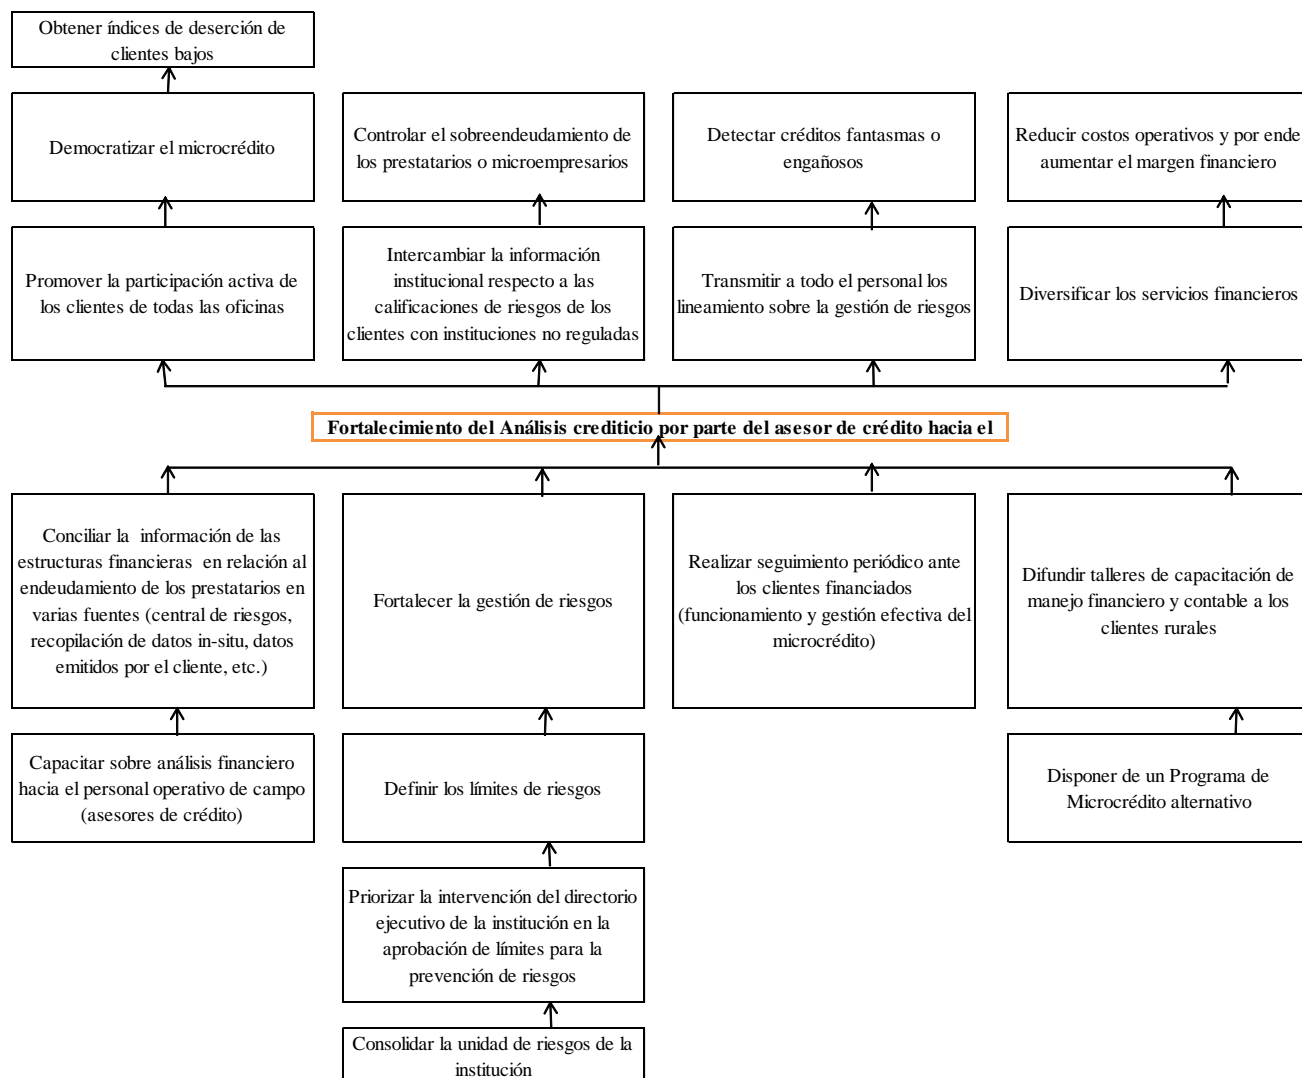 Obtener índices de deserción de
clientes bajos
Democratizar el microcrédito
Controlar el sobreendeudamiento de
los prestatarios o microempresarios
Detectar créditos fantasmas o
engañosos
Reducir costos operativos y por ende
aumentar el margen financiero
Promover la participación activa de
los clientes de todas las oficinas
Intercambiar la información
institucional respecto a las
calificaciones de riesgos de los
clientes con instituciones no reguladas
Transmitir a todo el personal los
lineamiento sobre la gestión de riesgos
Diversificar los servicios financieros
Fortalecimiento del Análisis crediticio por parte del asesor de crédito hacia el
Conciliar la información de las
estructuras financieras en relación al
endeudamiento de los prestatarios en
varias fuentes (central de riesgos,
recopilación de datos in-situ, datos
emitidos por el cliente, etc.)
Fortalecer la gestión de riesgos
Realizar seguimiento periódico ante
los clientes financiados
(funcionamiento y gestión efectiva del
microcrédito)
Difundir talleres de capacitación de
manejo financiero y contable a los
clientes rurales
Capacitar sobre análisis financiero
hacia el personal operativo de campo
(asesores de crédito)
Definir los límites de riesgos
Disponer de un Programa de
Microcrédito alternativo
Priorizar la intervención del directorio
ejecutivo de la institución en la
aprobación de límites para la
prevención de riesgos
Consolidar la unidad de riesgos de la
institución